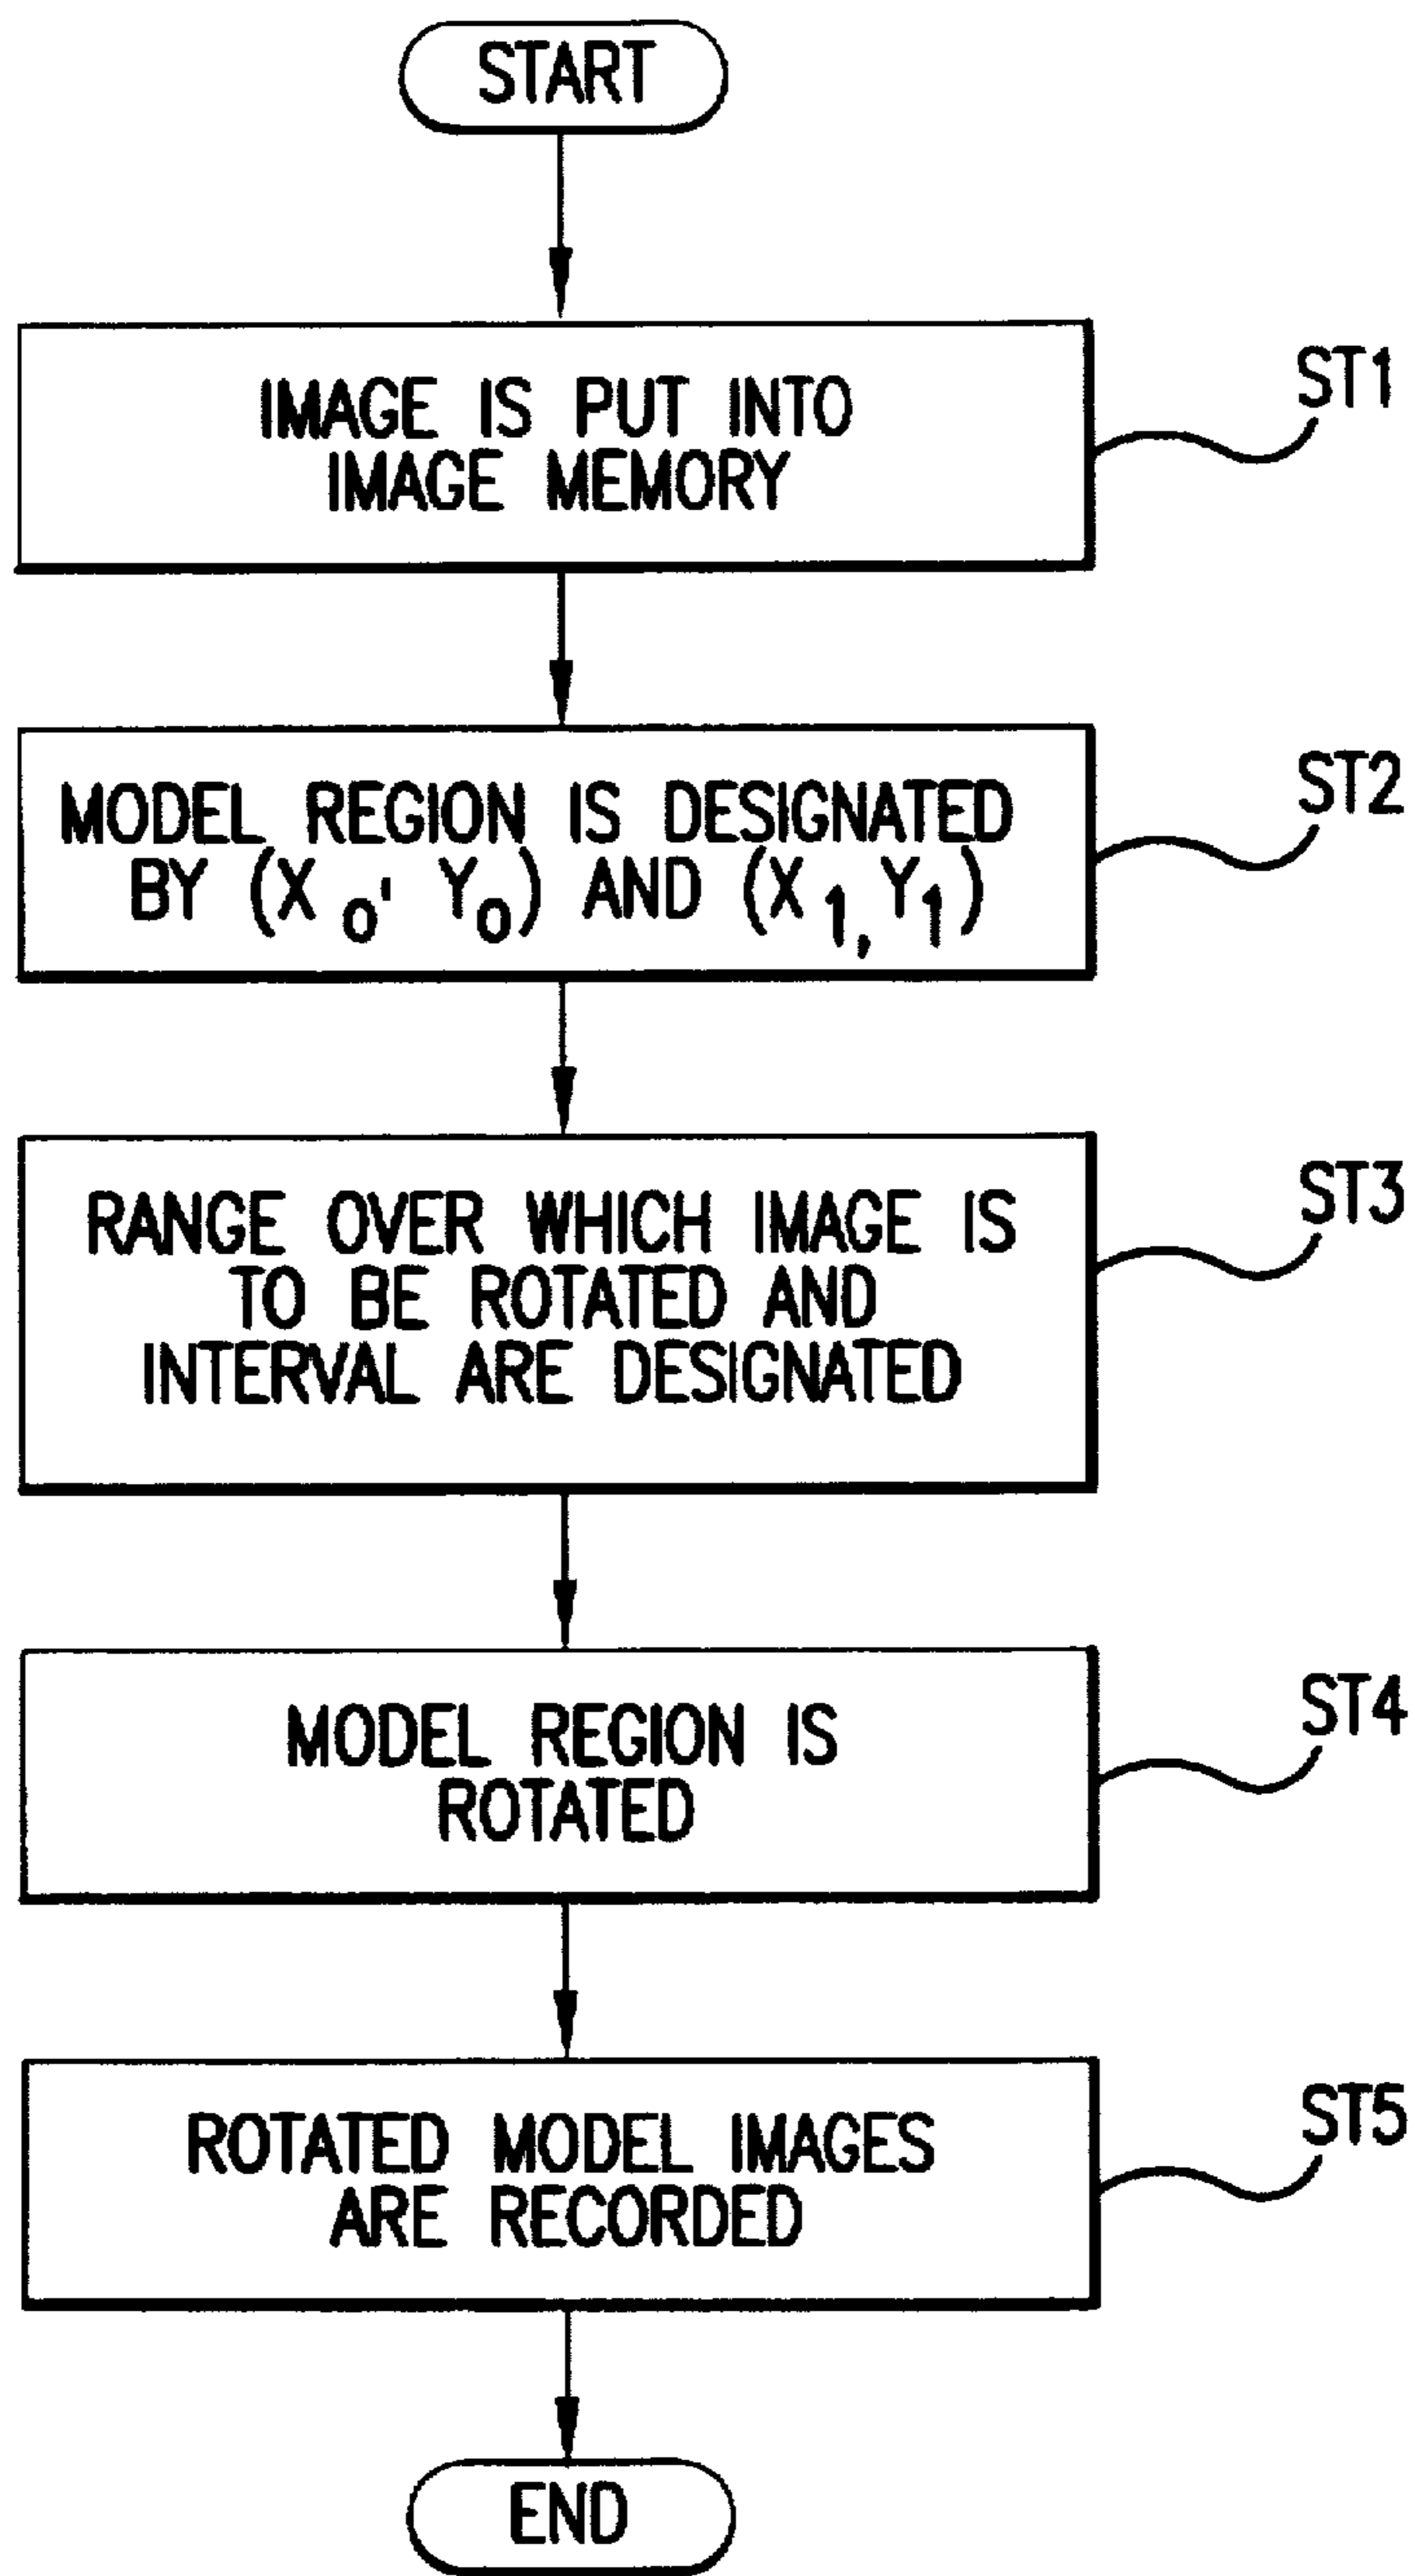 START
IMAGE IS PUT INTO
IMAGE MEMORY
ST1
MODEL REGION IS DESIGNATED
BY (X₀, Y₀) AND (X₁, Y₁)
ST2
RANGE OVER WHICH IMAGE IS
TO BE ROTATED AND
INTERVAL ARE DESIGNATED
ST3
MODEL REGION IS
ROTATED
ST4
ROTATED MODEL IMAGES
ARE RECORDED
ST5
END